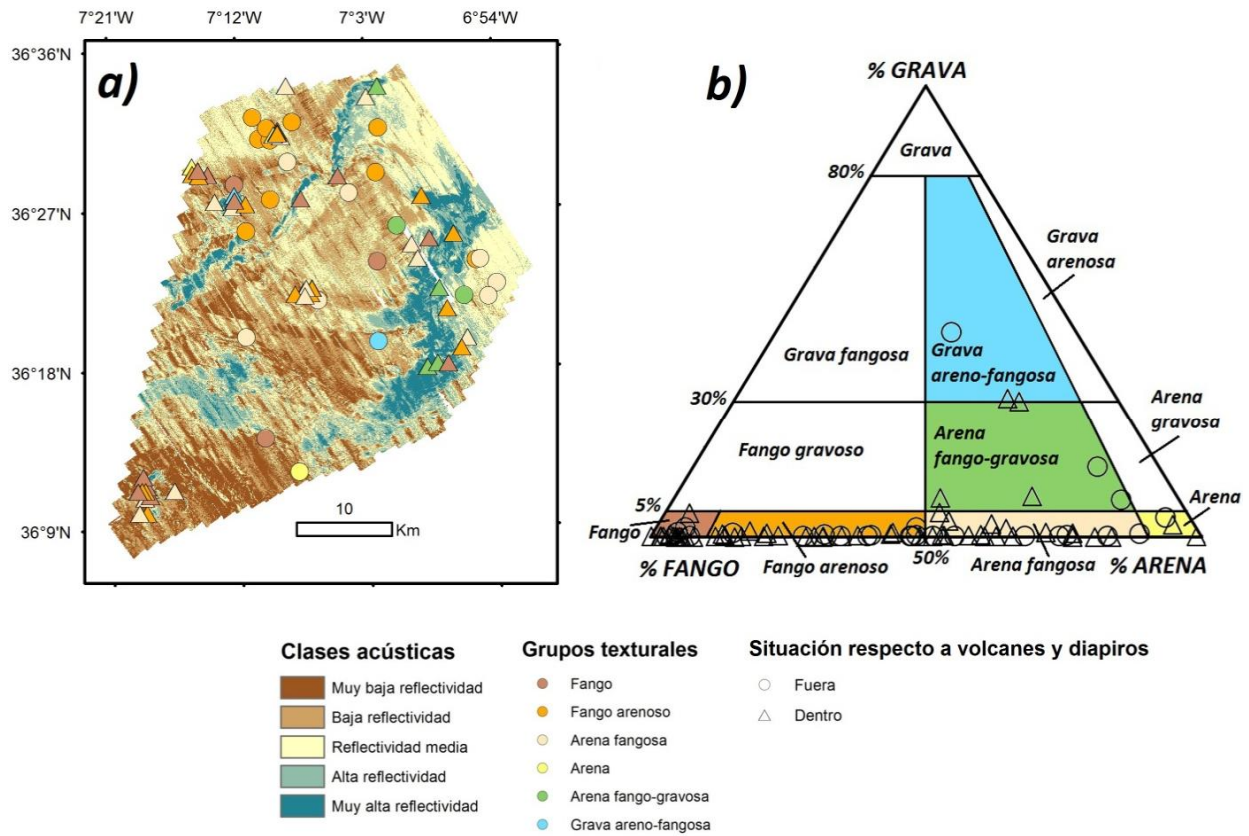 7°21'W 7°12'W 7°3'W 6°54'W
36°36'N
36°27'N
36°18'N
36°9'N
a)
10
Km
b)
% GRAVA
80%
Grava
Grava
arenosa
Grava fangosa
Grava
areno-fangosa
30%
Arena
gravosa
Fango gravoso
Arena
fango-gravosa
5%
Arena
Fango
% FANGO
Fango arenoso
50%
Arena fangosa
% ARENA
Clases acústicas
Muy baja reflectividad
Baja reflectividad
Reflectividad media
Alta reflectividad
Muy alta reflectividad
Grupos texturales
Fango
Fango arenoso
Arena fangosa
Arena
Arena fango-gravosa
Grava areno-fangosa
Situación respecto a volcanes y diapiros
Fuera
Dentro